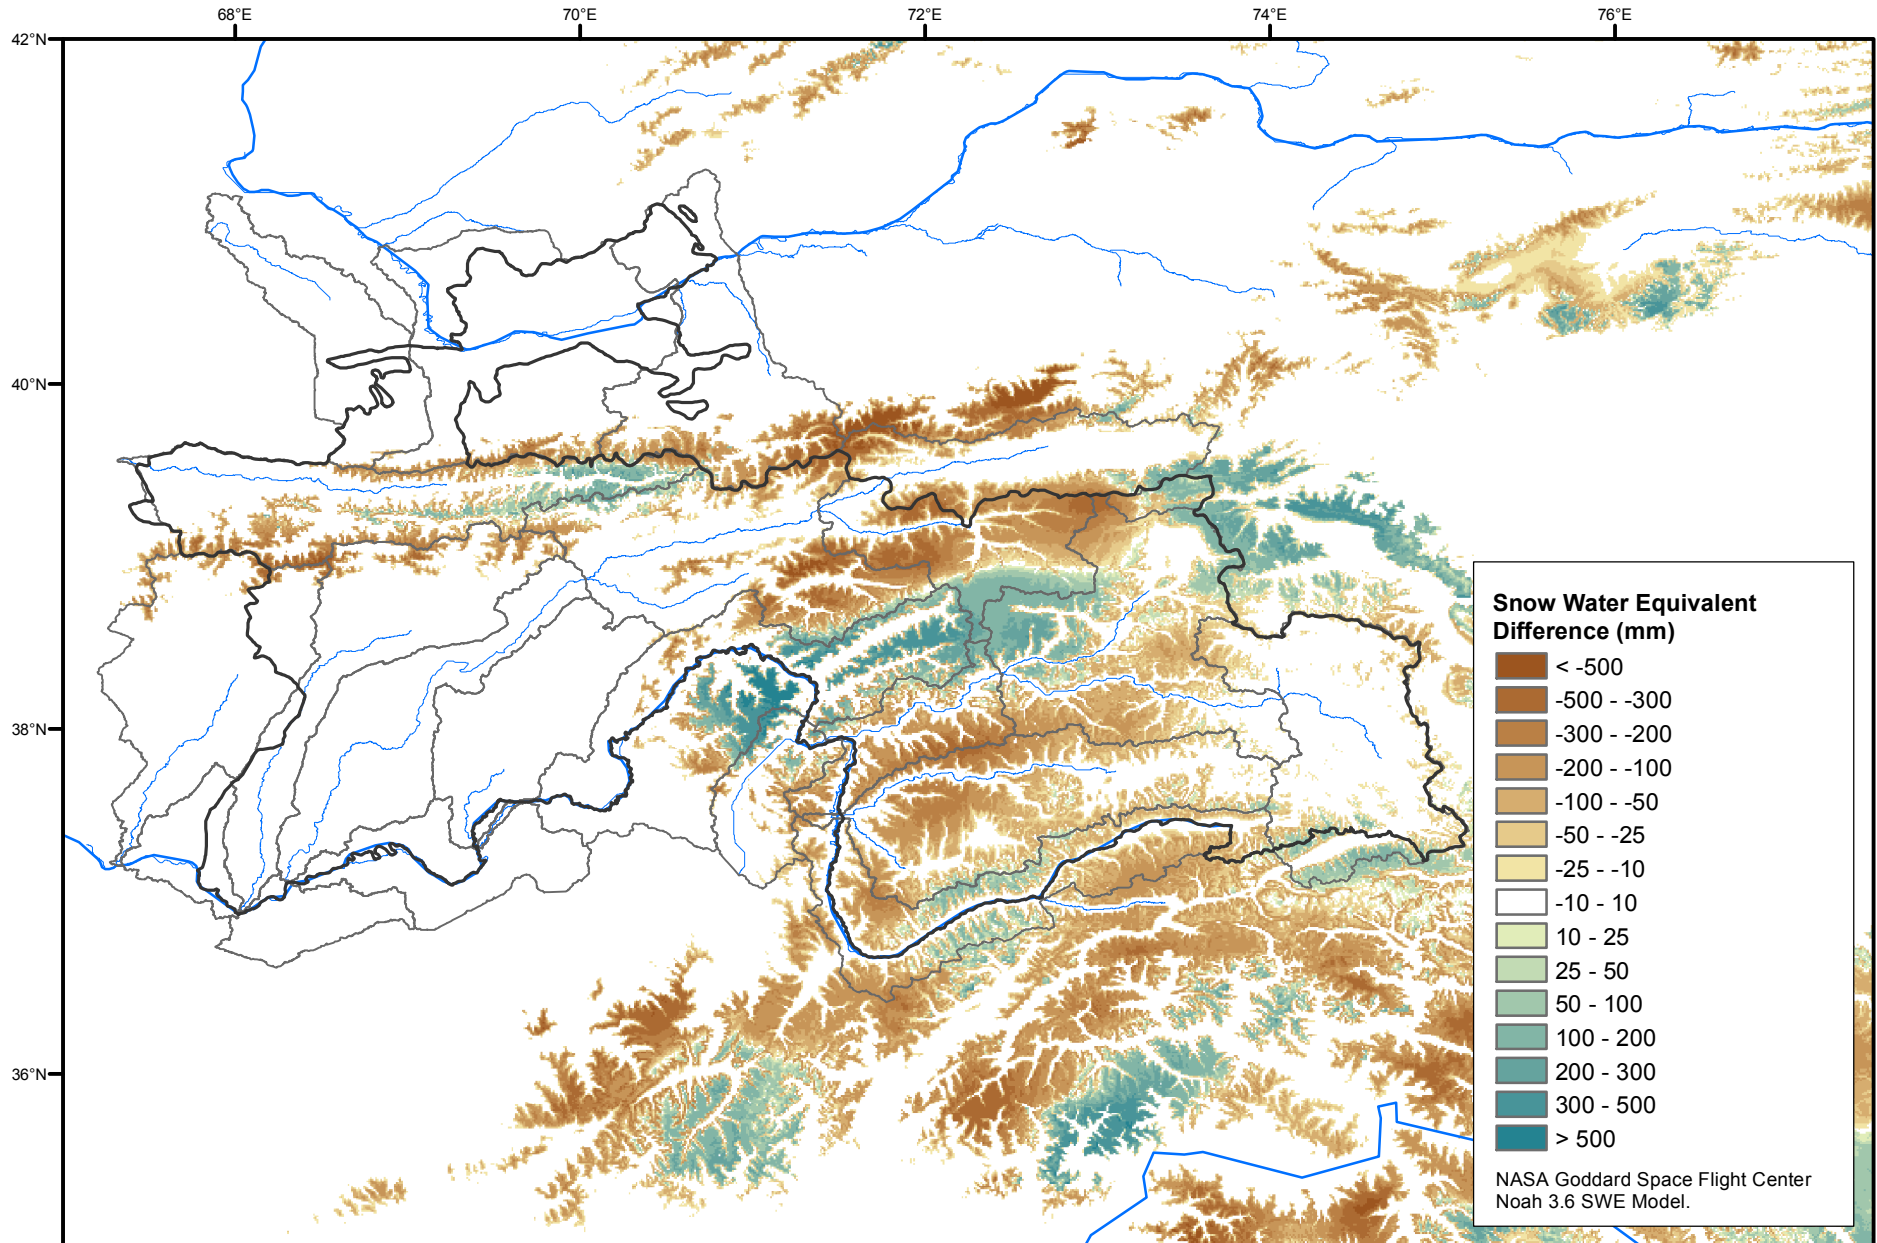 68°E
70°E
72°E
74°E
76°E
42°N
40°N
38°N
36°N
Snow Water Equivalent
Difference (mm)
< -500
-500 - -300
-300 - -200
-200 - -100
-100 - -50
-50 - -25
-25 - -10
-10 - 10
10 - 25
25 - 50
50 - 100
100 - 200
200 - 300
300 - 500
> 500
NASA Goddard Space Flight Center
Noah 3.6 SWE Model.